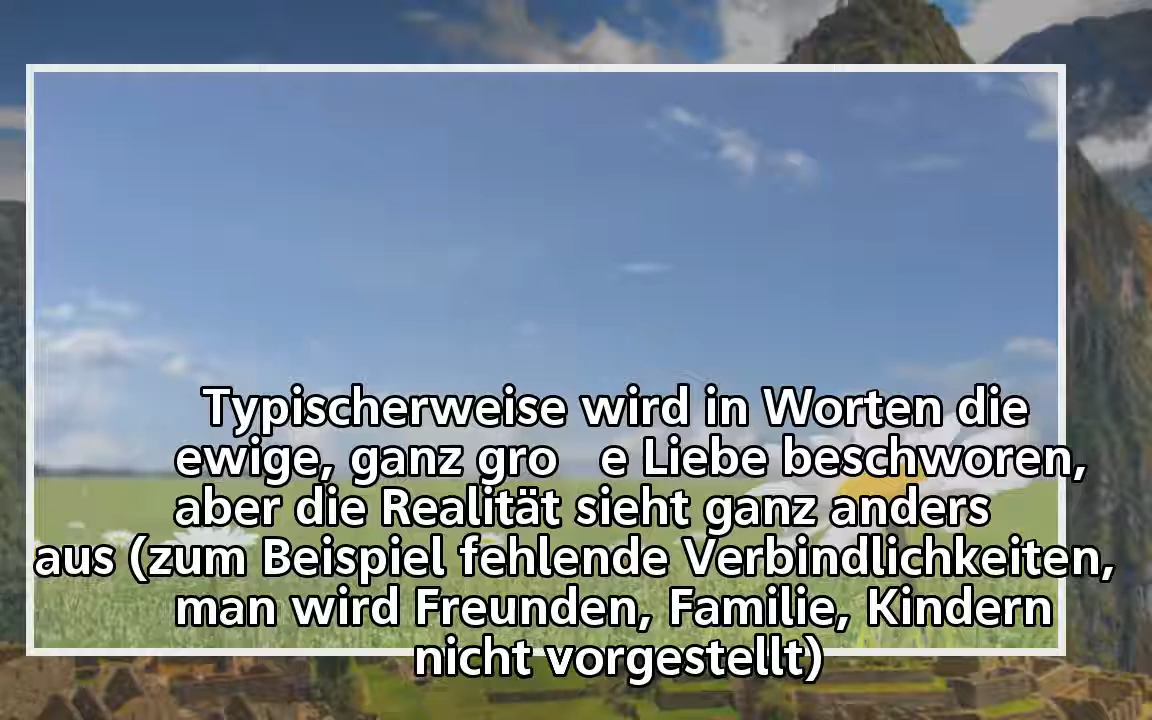 Typischerweise wird in Worten die
ewige, ganz gro e Liebe beschworen,
aber die Realität sieht ganz anders
aus (zum Beispiel fehlende Verbindlichkeiten,
man wird Freunden, Familie, Kindern
nicht vorgestellt)